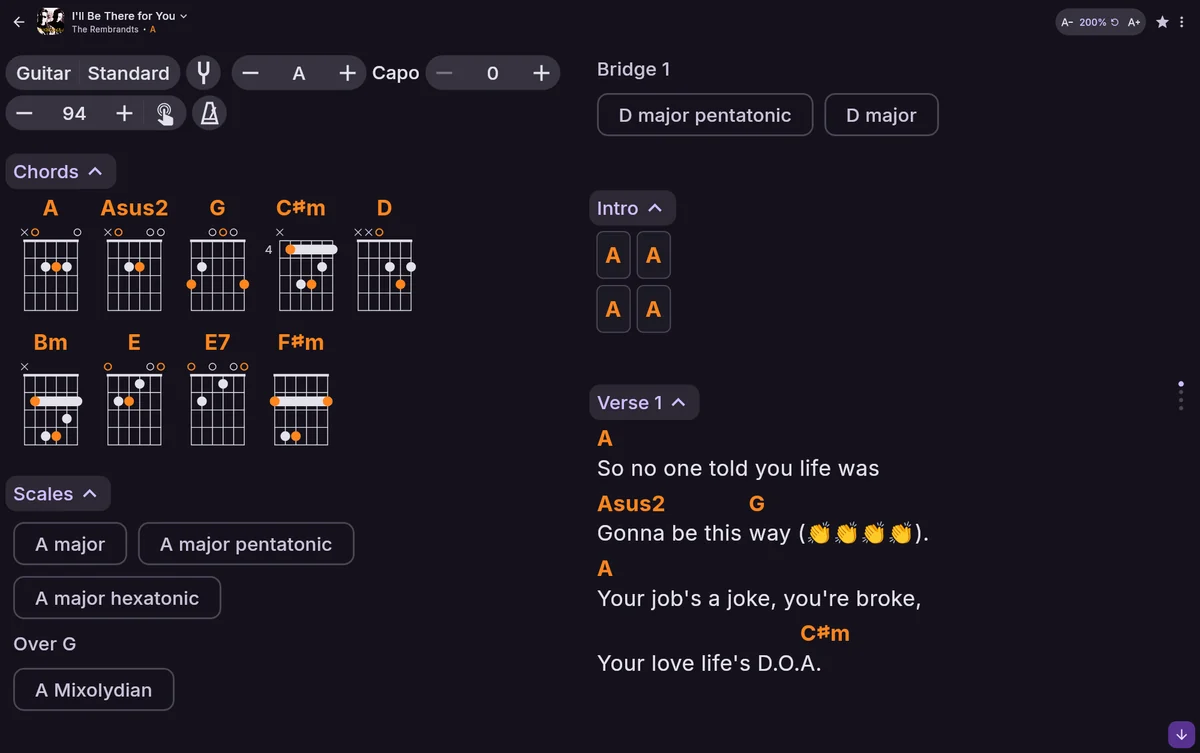 I'll Be There for You
The Rembrandts • A
A- 200% A+
Guitar Standard
A
Capo 0
94
Chords
A Asus2 G C♯m D
4
Bm E E7 F♯m
Scales
A major A major pentatonic
A major hexatonic
Over G
A Mixolydian
Bridge 1
D major pentatonic D major
Intro
A A
A A
Verse 1
A
So no one told you life was
Asus2 G
Gonna be this way (👏👏👏👏).
A
Your job's a joke, you're broke,
C♯m
Your love life's D.O.A.